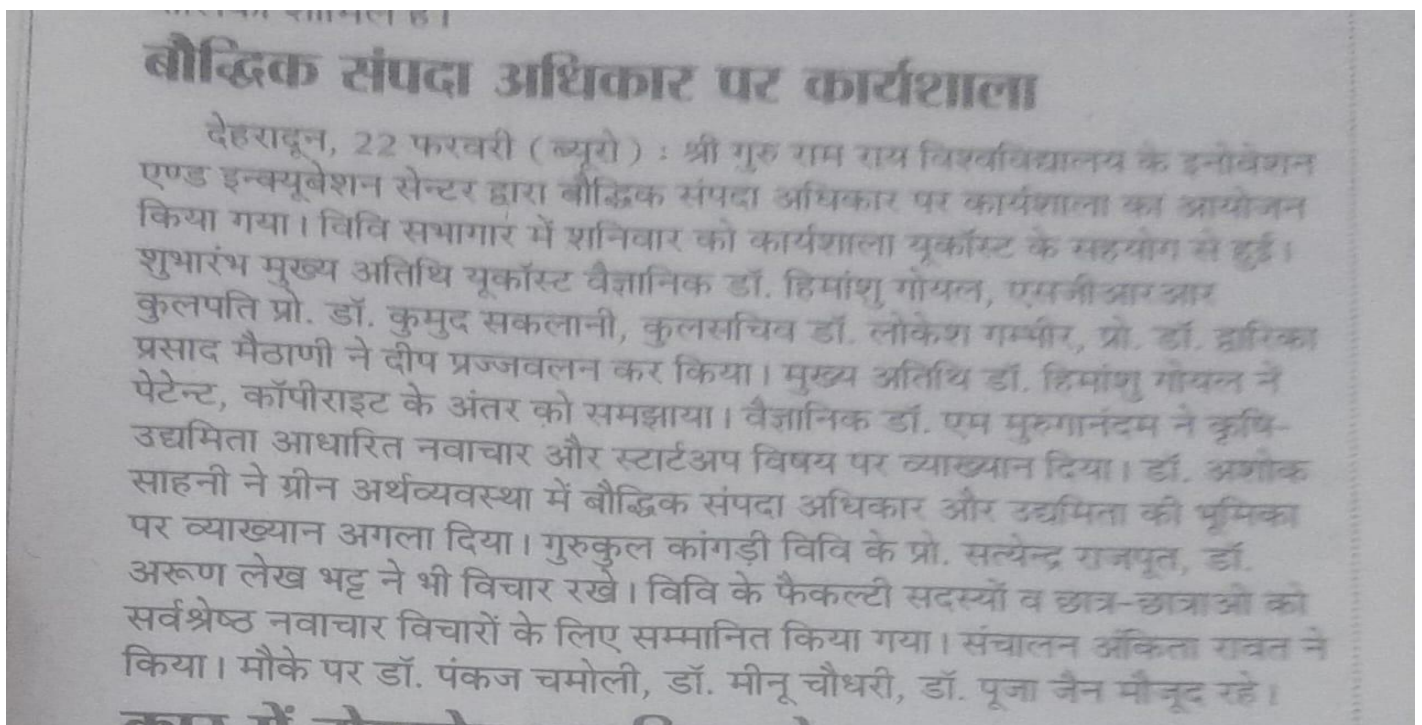 बौद्धिक संपदा अधिकार पर कार्यशाला
देहरादून, 22 फरवरी (ब्यूरो) : श्री गुरु राम राय विश्वविद्यालय के इनोवेशन
एण्ड इन्क्यूबेशन सेन्टर द्वारा बौद्धिक संपदा अधिकार पर कार्यशाला का आयोजन
किया गया। विवि सभागार में शनिवार को कार्यशाला यूकॉस्ट के सहयोग से हुई।
शुभारंभ मुख्य अतिथि यूकॉस्ट वैज्ञानिक डॉ. हिमांशु गोयल, एसजीआरआर
कुलपति प्रो. डॉ. कुमुद सकलानी, कुलसचिव डॉ. लोकेश गम्भीर, प्रो. डॉ. द्वारिका
प्रसाद मैठाणी ने दीप प्रज्जवलन कर किया। मुख्य अतिथि डॉ. हिमांशु गोयल ने
पेटेन्ट, कॉपीराइट के अंतर को समझाया। वैज्ञानिक डॉ. एम मुरुगानंदम ने कृषि-
उद्यमिता आधारित नवाचार और स्टार्टअप विषय पर व्याख्यान दिया। डॉ. अशोक
साहनी ने ग्रीन अर्थव्यवस्था में बौद्धिक संपदा अधिकार और उद्यमिता की भूमिका
पर व्याख्यान अगला दिया। गुरुकुल कांगड़ी विवि के प्रो. सत्येन्द्र राजपूत, डॉ.
अरूण लेख भट्ट ने भी विचार रखे। विवि के फैकल्टी सदस्यों व छात्र-छात्राओं को
सर्वश्रेष्ठ नवाचार विचारों के लिए सम्मानित किया गया। संचालन अंकिता रावत ने
किया। मौके पर डॉ. पंकज चमोली, डॉ. मीनू चौधरी, डॉ. पूजा जैन मौजूद रहे।